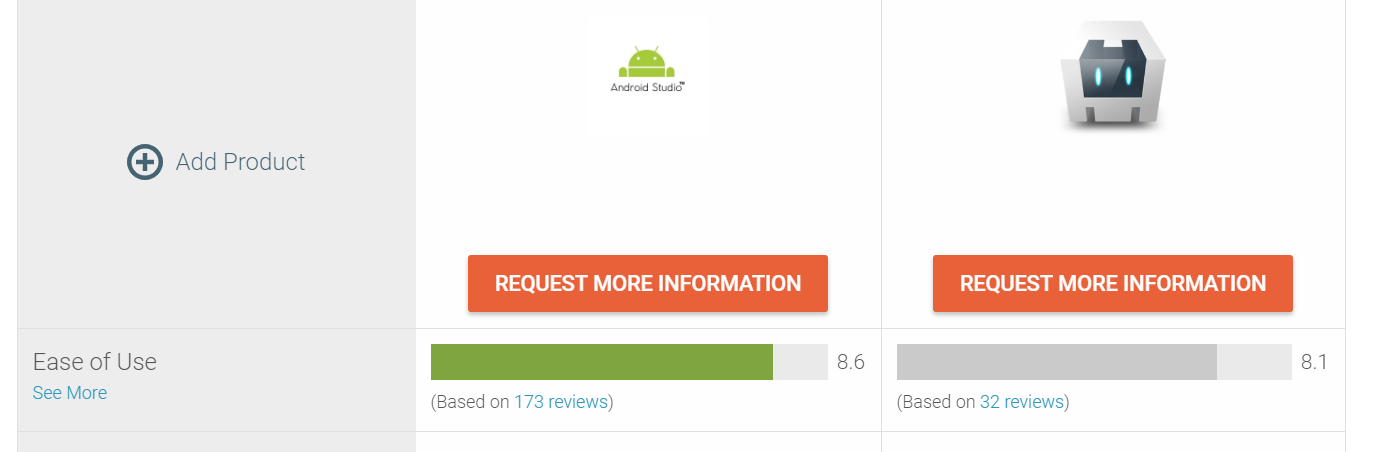 Android Studio™
Add Product
REQUEST MORE INFORMATION
REQUEST MORE INFORMATION
Ease of Use
See More
8.6
(Based on 173 reviews)
8.1
(Based on 32 reviews)